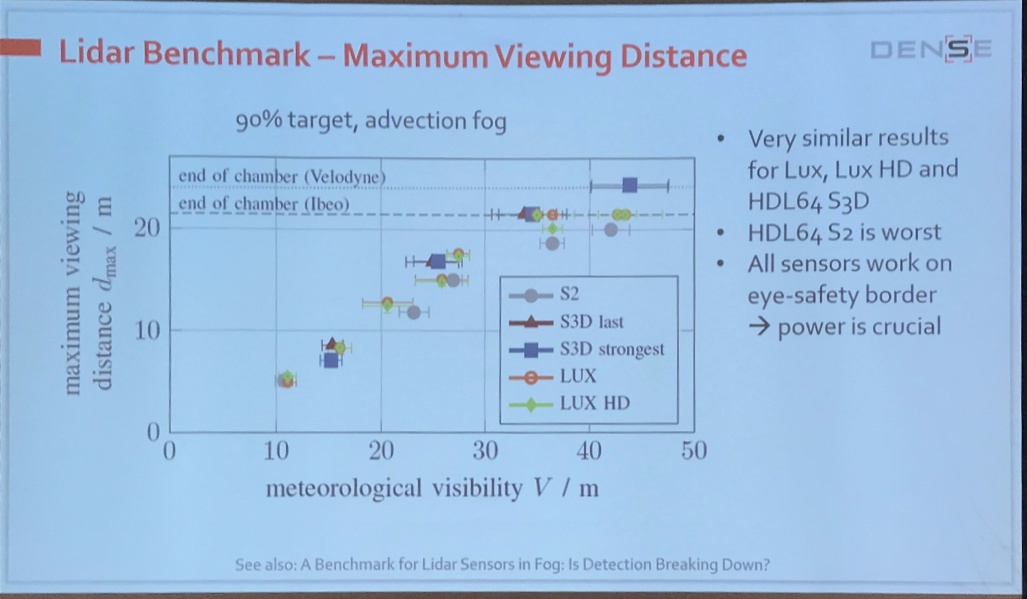 Lidar Benchmark – Maximum Viewing Distance
DENSE
90% target, advection fog
end of chamber (Velodyne)
end of chamber (Ibeo)
maximum viewing
distance dmax / m
20
10
0
0 10 20 30 40 50
meteorological visibility V / m
S2
S3D last
S3D strongest
LUX
LUX HD
• Very similar results
for Lux, Lux HD and
HDL64 S3D
• HDL64 S2 is worst
• All sensors work on
eye-safety border
→ power is crucial
See also: A Benchmark for Lidar Sensors in Fog: Is Detection Breaking Down?